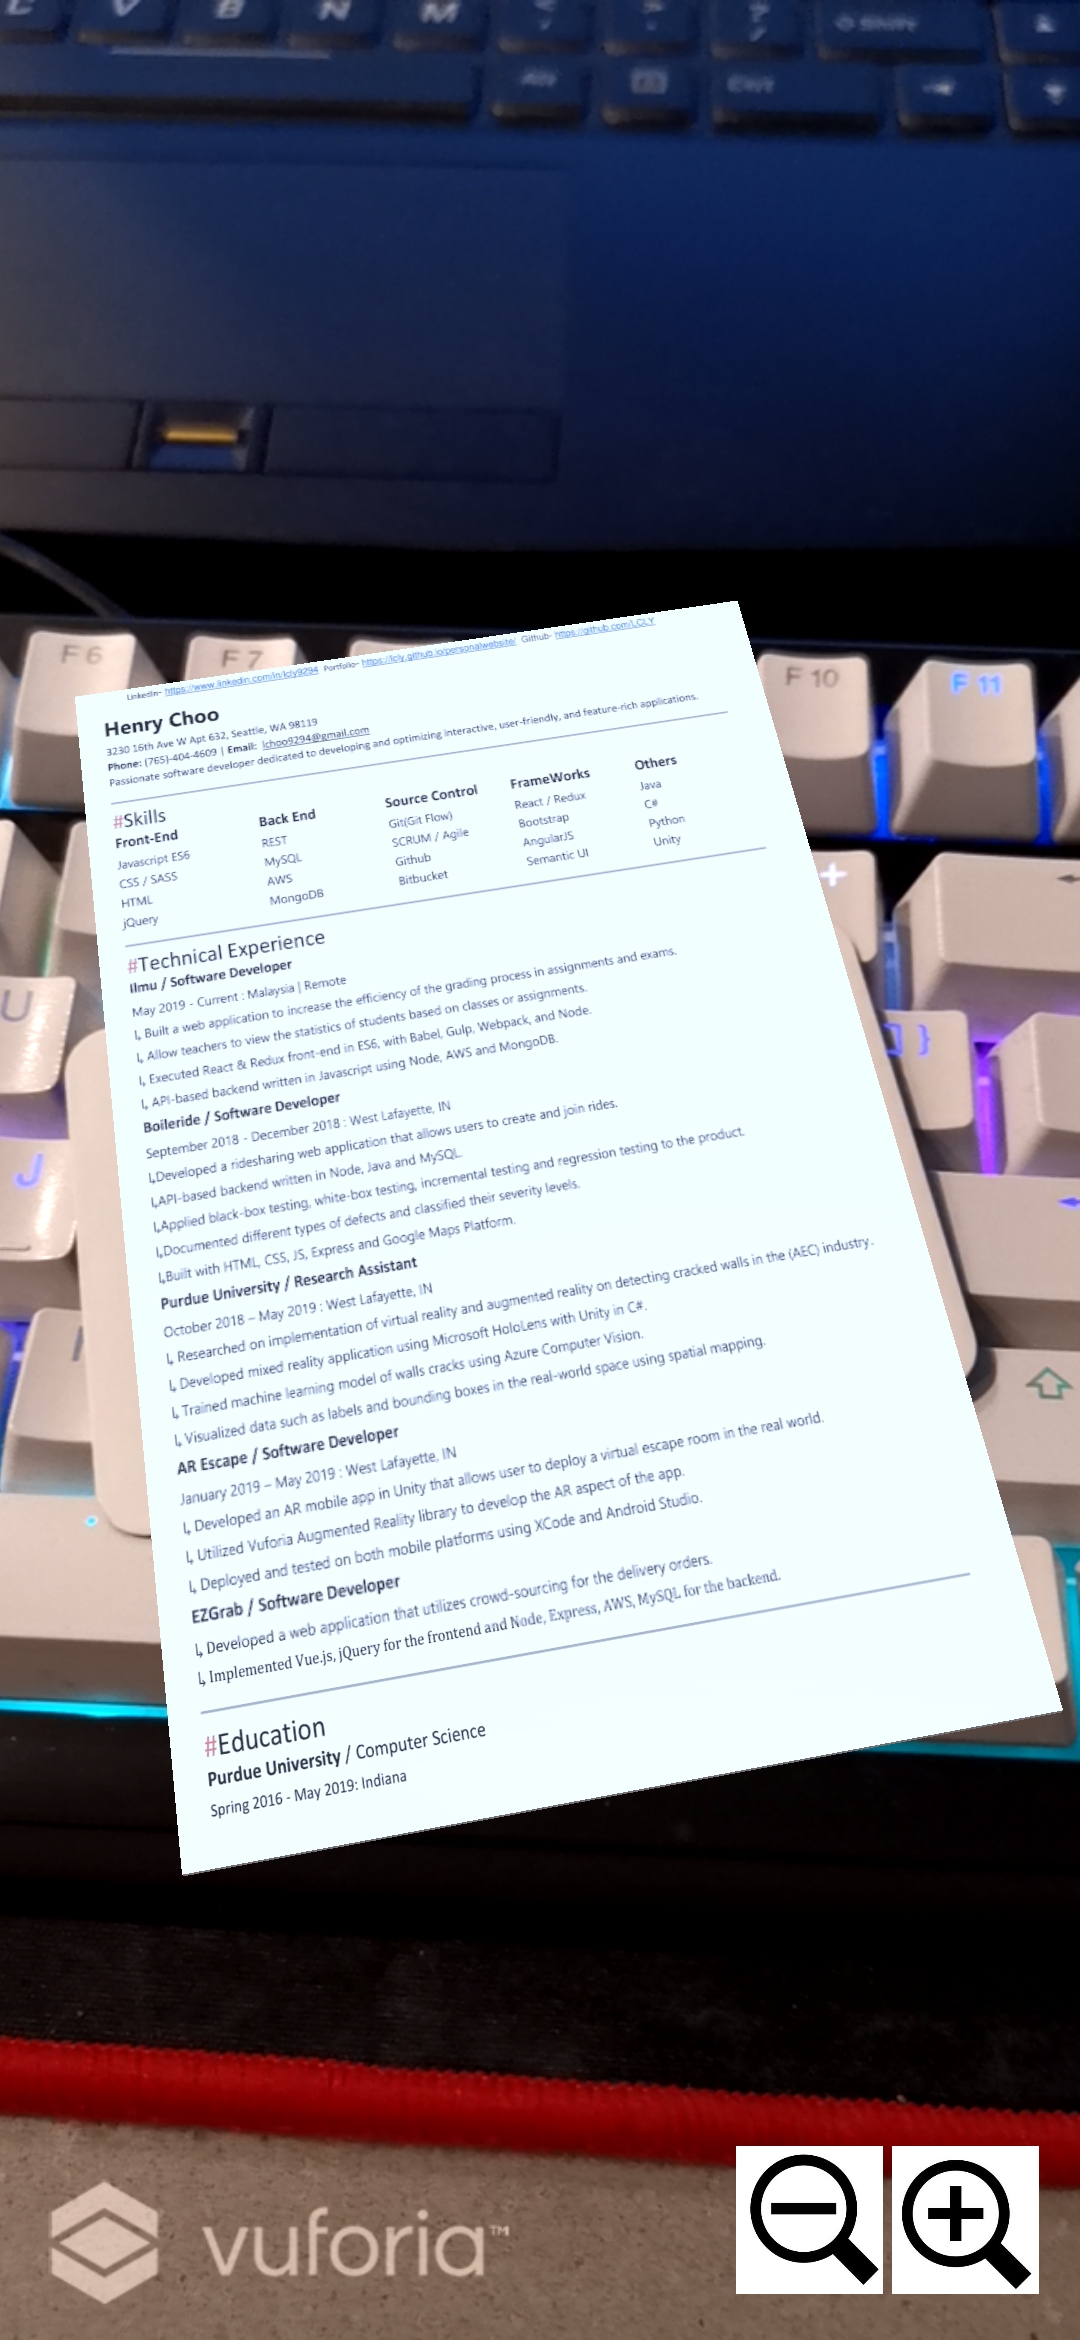 C V B N M
SHIFT
Alt
Ctrl
F6 F7 F10 F11
LinkedIn- https://www.linkedin.com/in/lcly9294 Portfolio- https://lcly.github.io/personalwebsite/ Github- https://github.com/LCLY
Henry Choo
3230 16th Ave W Apt 632, Seattle, WA 98119
Phone: (765)-404-4609 | Email: lchoo9294@gmail.com
Passionate software developer dedicated to developing and optimizing interactive, user-friendly, and feature-rich applications.
#Skills
Front-End Back End Source Control FrameWorks Others
Javascript ES6 REST Git(Git Flow) React / Redux Java
CSS / SASS MySQL SCRUM / Agile Bootstrap C#
HTML AWS Github AngularJS Python
jQuery MongoDB Bitbucket Semantic UI Unity
+
#Technical Experience
Ilmu / Software Developer
May 2019 - Current : Malaysia | Remote
↳ Built a web application to increase the efficiency of the grading process in assignments and exams.
↳ Allow teachers to view the statistics of students based on classes or assignments.
↳ Executed React & Redux front-end in ES6, with Babel, Gulp, Webpack, and Node.
↳ API-based backend written in Javascript using Node, AWS and MongoDB.
U
] }
Boileride / Software Developer
September 2018 - December 2018 : West Lafayette, IN
↳Developed a ridesharing web application that allows users to create and join rides.
↳API-based backend written in Node, Java and MySQL.
↳Applied black-box testing, white-box testing, incremental testing and regression testing to the product.
↳Documented different types of defects and classified their severity levels.
↳Built with HTML, CSS, JS, Express and Google Maps Platform.
J
Purdue University / Research Assistant
October 2018 – May 2019 : West Lafayette, IN
↳ Researched on implementation of virtual reality and augmented reality on detecting cracked walls in the (AEC) industry.
↳ Developed mixed reality application using Microsoft HoloLens with Unity in C#.
↳ Trained machine learning model of walls cracks using Azure Computer Vision.
↳ Visualized data such as labels and bounding boxes in the real-world space using spatial mapping.
AR Escape / Software Developer
January 2019 – May 2019 : West Lafayette, IN
↳ Developed an AR mobile app in Unity that allows user to deploy a virtual escape room in the real world.
↳ Utilized Vuforia Augmented Reality library to develop the AR aspect of the app.
↳ Deployed and tested on both mobile platforms using XCode and Android Studio.
EZGrab / Software Developer
↳ Developed a web application that utilizes crowd-sourcing for the delivery orders.
↳ Implemented Vue.js, jQuery for the frontend and Node, Express, AWS, MySQL for the backend.
#Education
Purdue University / Computer Science
Spring 2016 - May 2019: Indiana
vuforia™